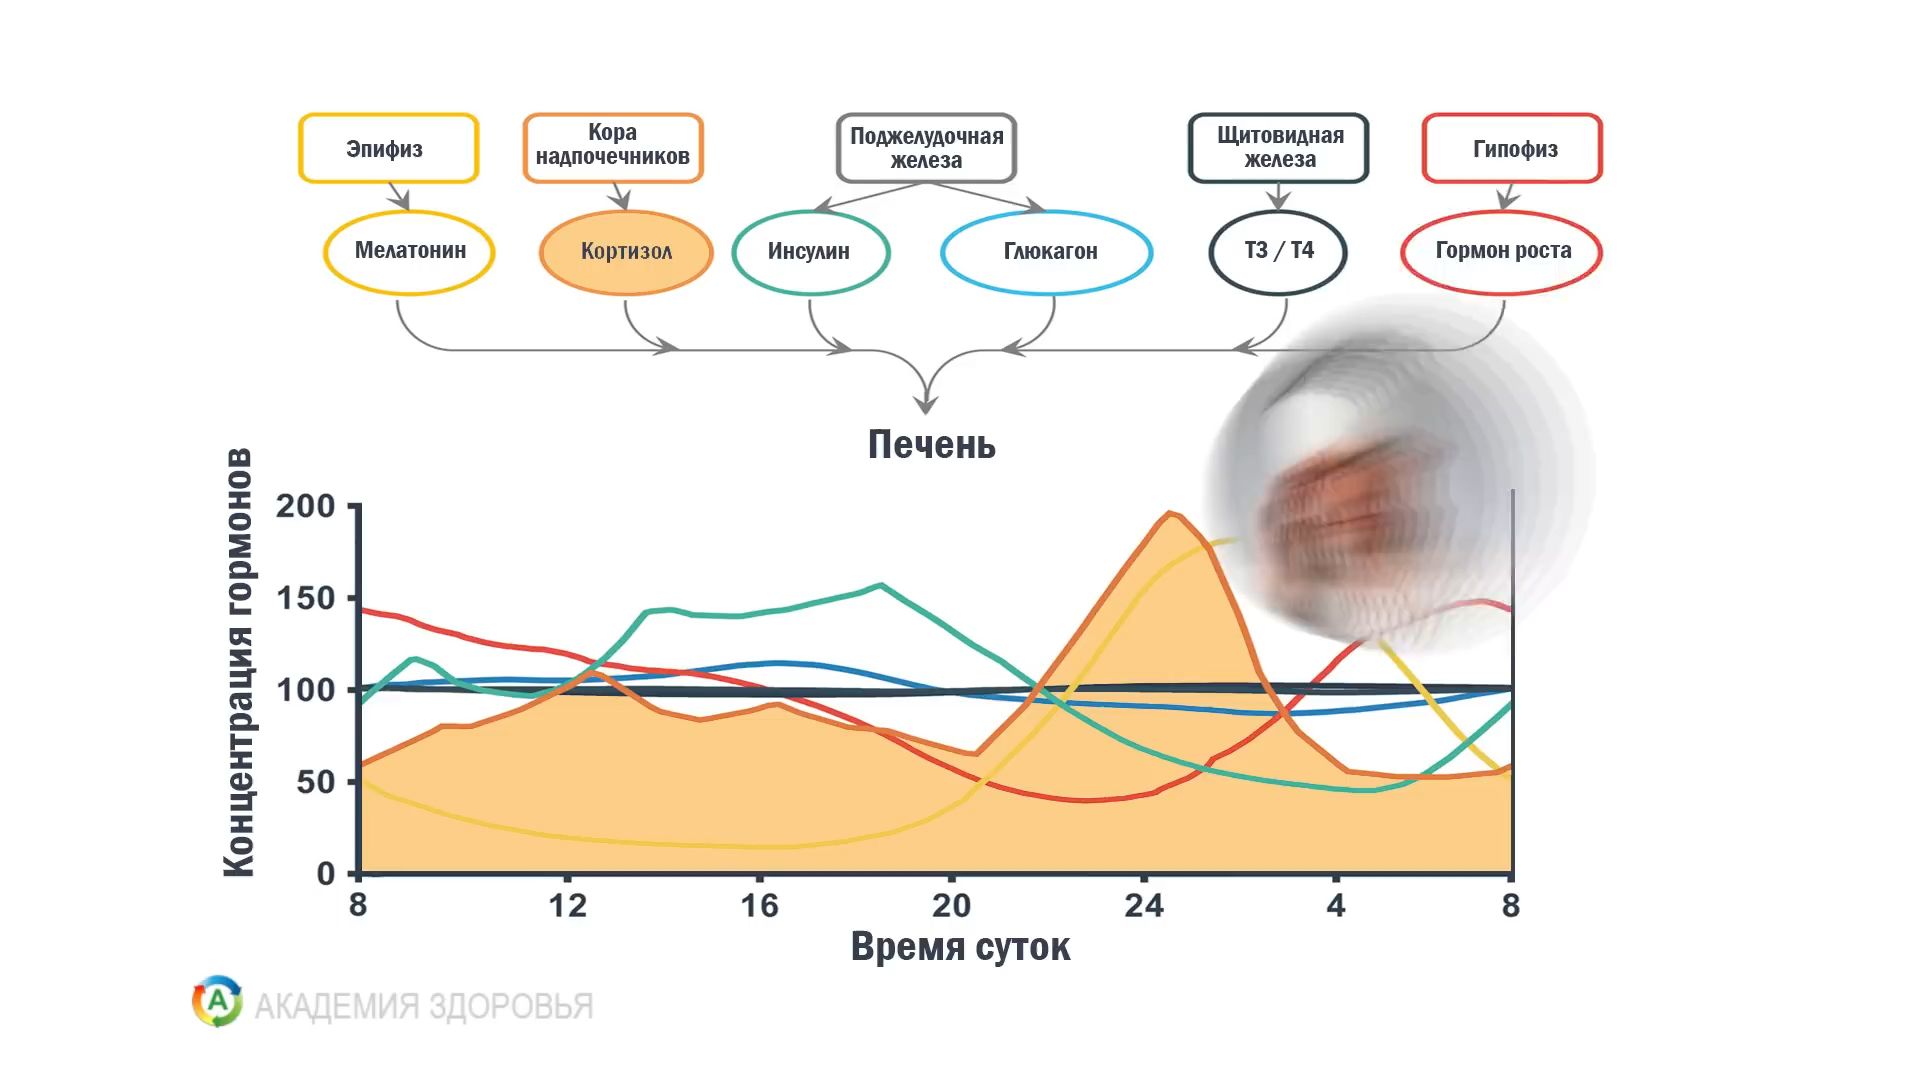 Эпифиз
Кора
надпочечников
Поджелудочная
железа
Щитовидная
железа
Гипофиз
Мелатонин
Кортизол
Инсулин
Глюкагон
Т3 / Т4
Гормон роста
Печень
Концентрация гормонов
200
150
100
50
0
8
12
16
20
24
4
8
Время суток
А АКАДЕМИЯ ЗДОРОВЬЯ